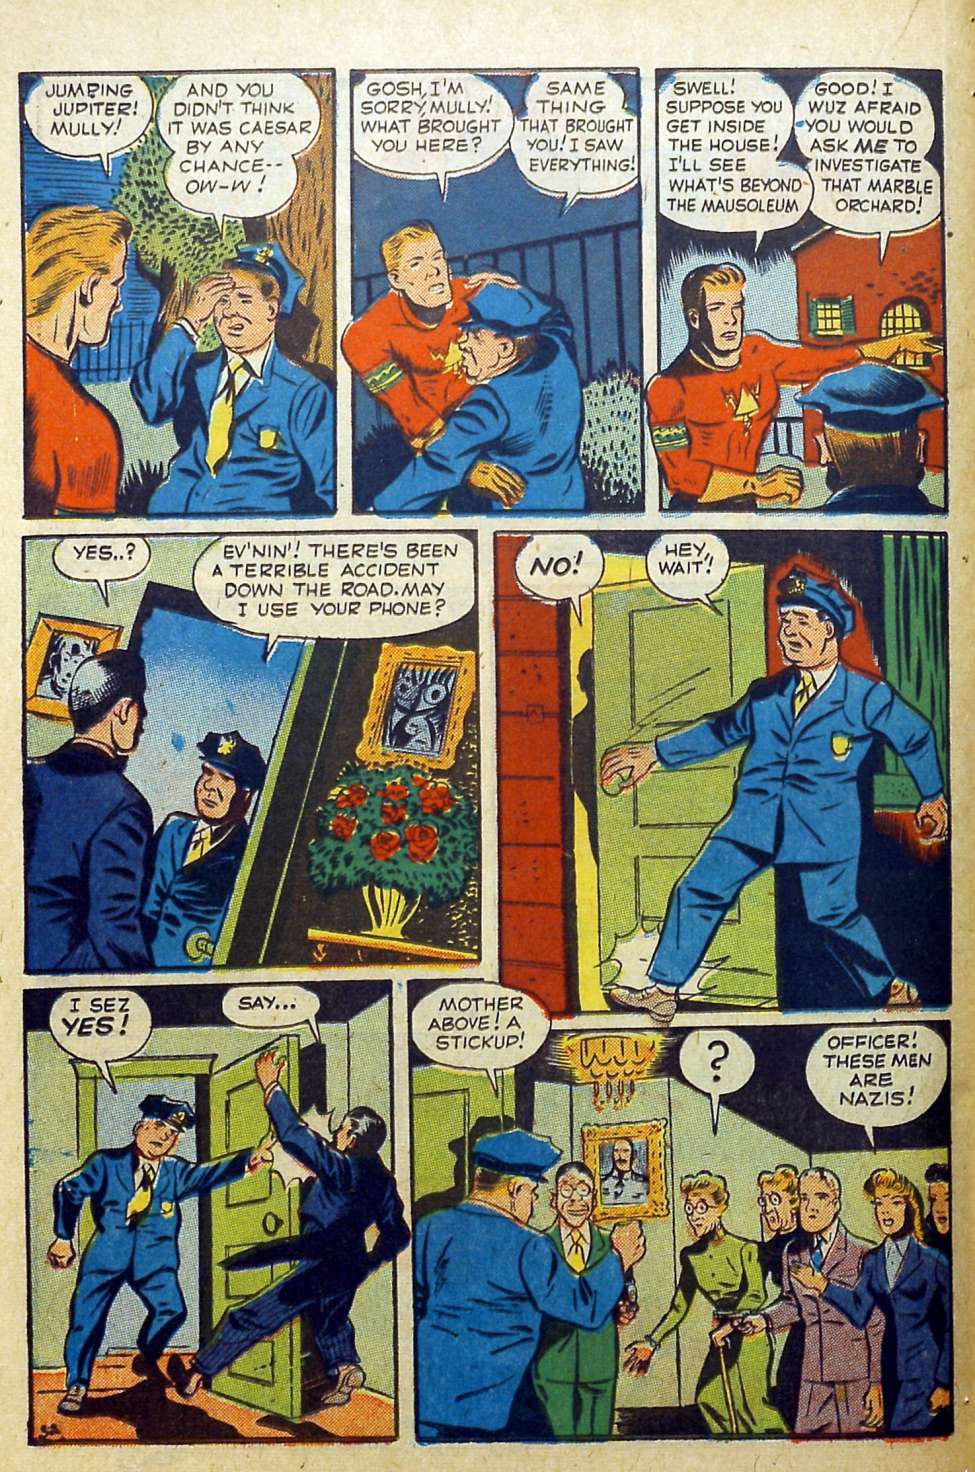 JUMPING
JUPITER!
MULLY!
AND YOU
DIDN'T THINK
IT WAS CAESAR
BY ANY
CHANCE--
OW-W!
GOSH, I'M
SORRY, MULLY!
WHAT BROUGHT
YOU HERE?
SAME
THING
THAT BROUGHT
YOU! I SAW
EVERYTHING!
SWELL!
SUPPOSE YOU
GET INSIDE
THE HOUSE!
I'LL SEE
WHAT'S BEYOND
THE MAUSOLEUM
GOOD! I
WUZ AFRAID
YOU WOULD
ASK ME TO
INVESTIGATE
THAT MARBLE
ORCHARD!
YES..?
EV'NIN'! THERE'S BEEN
A TERRIBLE ACCIDENT
DOWN THE ROAD. MAY
I USE YOUR PHONE?
NO!
HEY,
WAIT!
I SEZ
YES!
SAY...
MOTHER
ABOVE! A
STICKUP!
?
OFFICER!
THESE MEN
ARE
NAZIS!